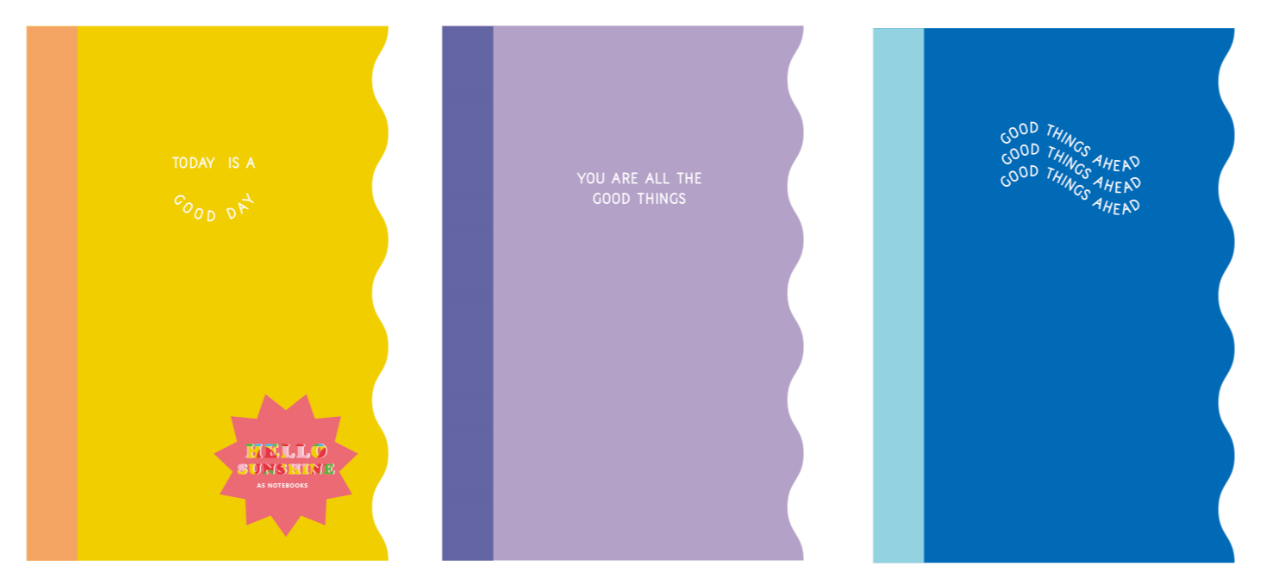 TODAY IS A
GOOD DAY
HELLO
SUNSHINE
A5 NOTEBOOKS
YOU ARE ALL THE
GOOD THINGS
GOOD THINGS AHEAD
GOOD THINGS AHEAD
GOOD THINGS AHEAD